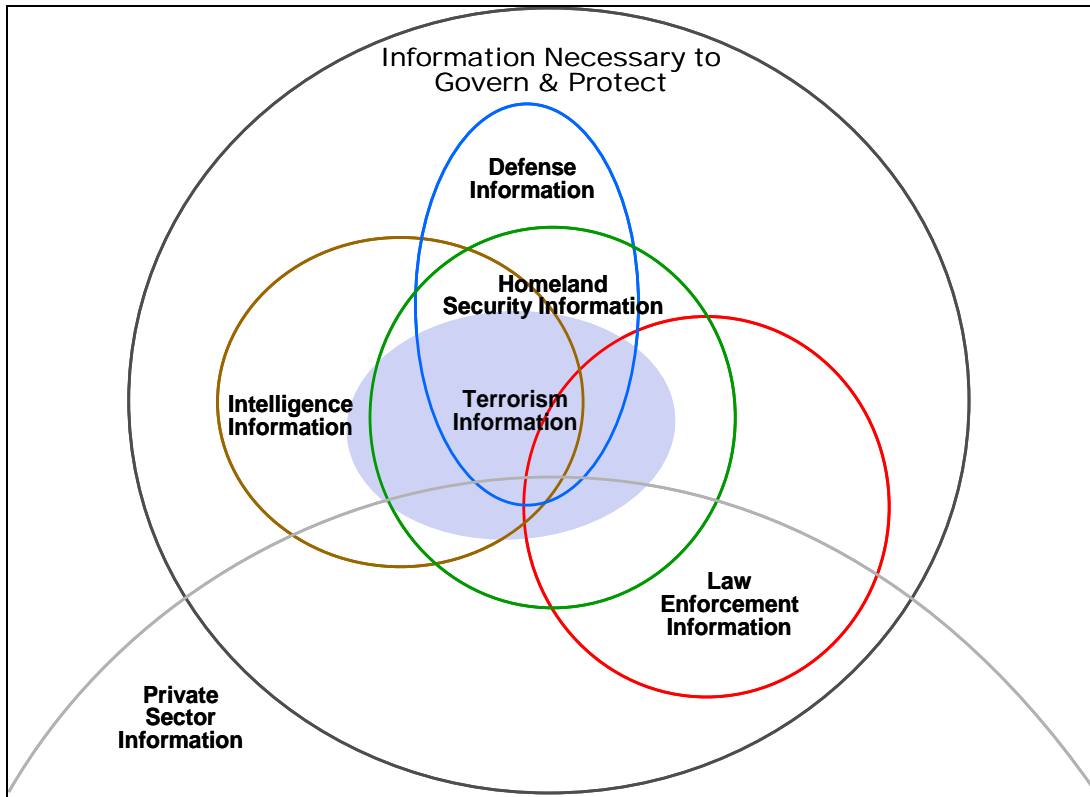 Information Necessary to
Govern & Protect
Defense
Information
Homeland
Security Information
Intelligence
Information
Terrorism
Information
Law
Enforcement
Information
Private
Sector
Information